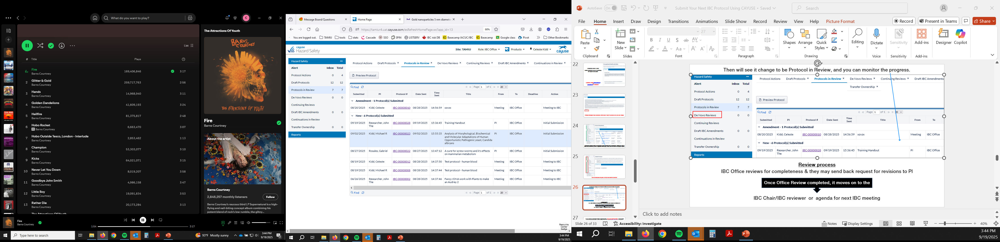 What do you want to play?
C
List
# Title Plays
1 Fire 169,406,846 3:17
Barns Courtney
2 Glitter & Gold 259,717,763 2:56
Barns Courtney
3 Hands 14,968,940 3:11
Barns Courtney
4 Golden Dandelions 41,609,193 3:24
Barns Courtney
5 Hellfire 81,375,817 2:48
Barns Courtney
6 Hobo Rocket 6,663,470 3:07
E Barns Courtney
7 Hobo Outside Tesco, London - Interlude 2,853,462 1:13
Barns Courtney
8 Champion 53,303,077 3:10
Barns Courtney
9 Kicks 64,021,071 3:15
Barns Courtney
10 Never Let You Down 8,019,207 3:58
Barns Courtney
11 Goodbye John Smith 4,986,158 3:47
Barns Courtney
12 Little Boy 19,091,834 3:53
Barns Courtney
13 Rather Die 20,173,284 3:13
Barns Courtney
The Attractions Of Youth
The Attractions Of Youth
BARNS COURTNEY
THE ATTRACTIONS OF YOUTH
Fire
Barns Courtney
About the artist
Barns Courtney
2,846,257 monthly listeners Follow
Barns Courtney's raucous third LP Supernatural is a high-
flying and nail-biting concept album combining his
potent blend of rock's low rumble, the glitzy...
Fire
Barns Courtney
1:54 3:17
Type here to search 93°F Mostly sunny 3:44 PM
9/19/2025
Message Board/Questions Home Page Gold nanoparticles 5 nm diamete
https://tamiur4.uat.cayuse.com/esRefreshHomePage.wc?app_id=13 80%
You are logged out. TAMIU tools stats Cascade SSO SPIN LISTSERV IBC risk DB Basecamp IACUC/IBC Basecamp Google class Pivot Other Bookmarks
cayuse
Hazard Safety
Site: TAMIU Role: IBC Office Products Celeste Kidd cayuse
Hazard Safety
Alert Inbox Total
Protocol Actions 0 4
Draft Protocols 12 12
Protocols in Review 7 7
De Novo Reviews 0 0
Continuing Reviews
Draft IBC Amendments 0 0
Continuations in Review
Transfer Ownership 0 0
Reports
Protocol Actions Draft Protocols Protocols in Review De Novo Reviews Continuing Reviews Draft IBC Amendments Continuations in Review
Preview Protocol
Find Page 1 of 1 20
Submitted PI Protocol # Date Sent Time Sent Title From To Deadline Action
Amendment - 1 Protocol(s) Submitted
08/20/2025 Kidd, Celeste IBC-00000010 08/28/2025 14:56:59 xzvzx Meeting IBC Office Meeting to IBC
New - 6 Protocol(s) Submitted
09/19/2025 Researcher, John IBC-00000028 09/19/2025 15:36:45 Training Handout PI IBC Office Initial Submission
The
09/02/2025 Kidd, Michael R IBC-00000023 09/02/2025 15:55:35 Analysis of Morphological, Biochemical PI IBC Office Initial Submission
and Molecular Adaptations of Human
Opportunistic Pathogenic yeast, Candida
albicans
08/27/2025 Rosales, Gabriel IBC-00000022 08/27/2025 13:47:12 A cure for screw-worms and it's effects PI IBC Office Initial Submission
on mammalian metabolism
08/19/2025 Kidd, Celeste IBC-00000012 08/28/2025 14:37:50 Test protocol - human blood Meeting IBC Office Meeting to IBC
08/19/2025 Kidd, Michael R IBC-00000008 08/28/2025 14:37:44 Test protocol - human blood Meeting IBC Office Meeting to IBC
06/26/2025 Researcher, John IBC-00000002 08/28/2025 14:37:46 Fancy rDNA work with Plants to make Meeting IBC Office Meeting to IBC
The an Audrey 2
Find Page 1 of 1 20
Resource
Center
badge
3:44 PM
9/19/2025
AutoSave On Submit Your Next IBC Protocol Using CAYUSE • Saved Search
File Home Insert Draw Design Transitions Animations Slide Show Record Review View Help Picture Format Record Present in Teams Share
Paste New Slide 27 B I U S ab AV Aa Shapes Arrange Quick Styles Editing Dictate Sensitivity Add-ins Designer Copilot
Clipboard Slides Font Paragraph Drawing Voice Sensitivity Add-ins
22
23
24
25
26
27
Then will see it change to be Protocol in Review, and you can monitor the progress.
Hazard Safety
Alert Inbox Total
Protocol Actions 0 4
Draft Protocols 12 12
Protocols in Review 7 7
De Novo Reviews 0 0
Continuing Reviews
Draft IBC Amendments 0 0
Continuations in Review
Transfer Ownership 0 0
Reports
Protocol Actions Draft Protocols Protocols in Review De Novo Reviews Continuing Reviews Draft IBC Amendments
Transfer Ownership
Preview Protocol
Find Page 1 of 1 20
Submitted PI Protocol # Date Sent Time Sent Title From To
Amendment - 1 Protocol(s) Submitted
08/20/2025 Kidd, Celeste IBC-00000010 08/28/2025 14:56:59 xzvzx Meeting IBC Office
New - 6 Protocol(s) Submitted
09/19/2025 Researcher, John IBC-00000028 09/19/2025 15:36:45 Training Handout PI IBC Office
The
Review process
IBC Office reviews for completeness & they may send back request for revisions to PI
Once Office Review completed, it moves on to the
IBC Chair/IBC reviewer or agenda for next IBC meeting
Click to add notes
Slide 26 of 33 Accessibility: Investigate Notes Display Settings 40%
3:44 PM
9/19/2025